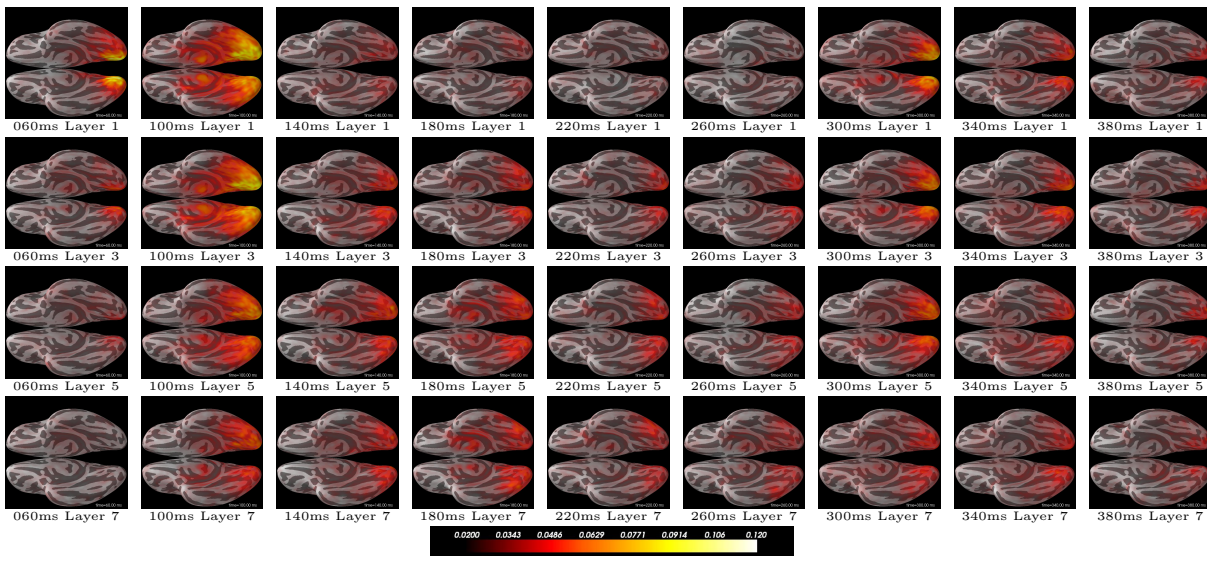 060ms Layer 1 100ms Layer 1 140ms Layer 1 180ms Layer 1 220ms Layer 1 260ms Layer 1 300ms Layer 1 340ms Layer 1 380ms Layer 1
060ms Layer 3 100ms Layer 3 140ms Layer 3 180ms Layer 3 220ms Layer 3 260ms Layer 3 300ms Layer 3 340ms Layer 3 380ms Layer 3
060ms Layer 5 100ms Layer 5 140ms Layer 5 180ms Layer 5 220ms Layer 5 260ms Layer 5 300ms Layer 5 340ms Layer 5 380ms Layer 5
060ms Layer 7 100ms Layer 7 140ms Layer 7 180ms Layer 7 220ms Layer 7 260ms Layer 7 300ms Layer 7 340ms Layer 7 380ms Layer 7
0.0200 0.0343 0.0486 0.0629 0.0771 0.0914 0.106 0.120